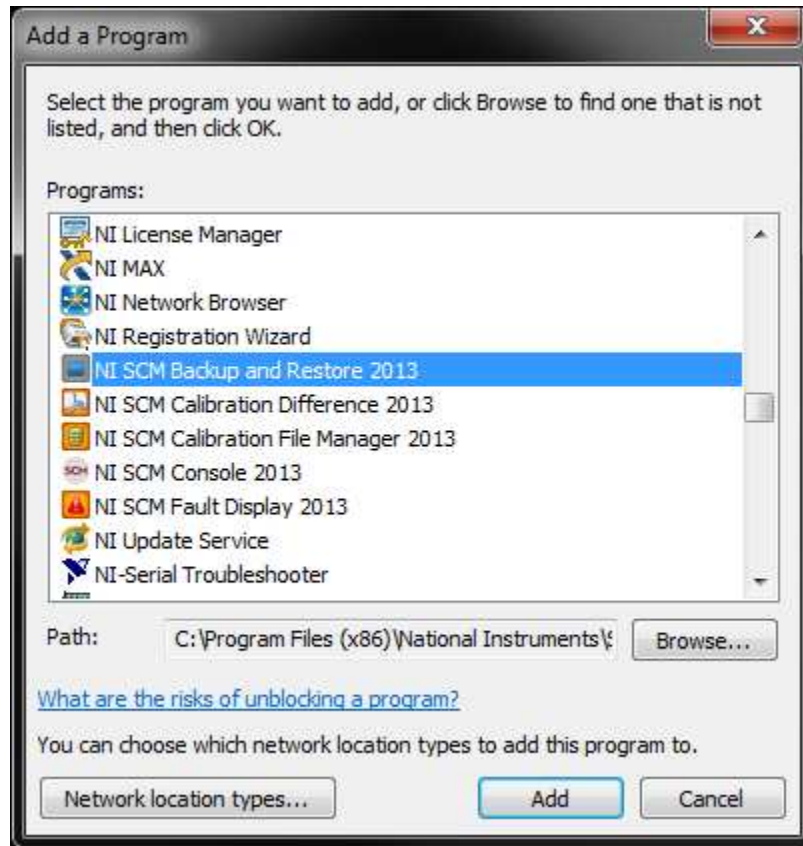 Add a Program
Select the program you want to add, or click Browse to find one that is not
listed, and then click OK.
Programs:
NI License Manager
NI MAX
NI Network Browser
NI Registration Wizard
NI SCM Backup and Restore 2013
NI SCM Calibration Difference 2013
NI SCM Calibration File Manager 2013
SCM NI SCM Console 2013
NI SCM Fault Display 2013
NI Update Service
NI-Serial Troubleshooter
Path: C:\Program Files (x86)\National Instruments\ Browse...
What are the risks of unblocking a program?
You can choose which network location types to add this program to.
Network location types... Add Cancel